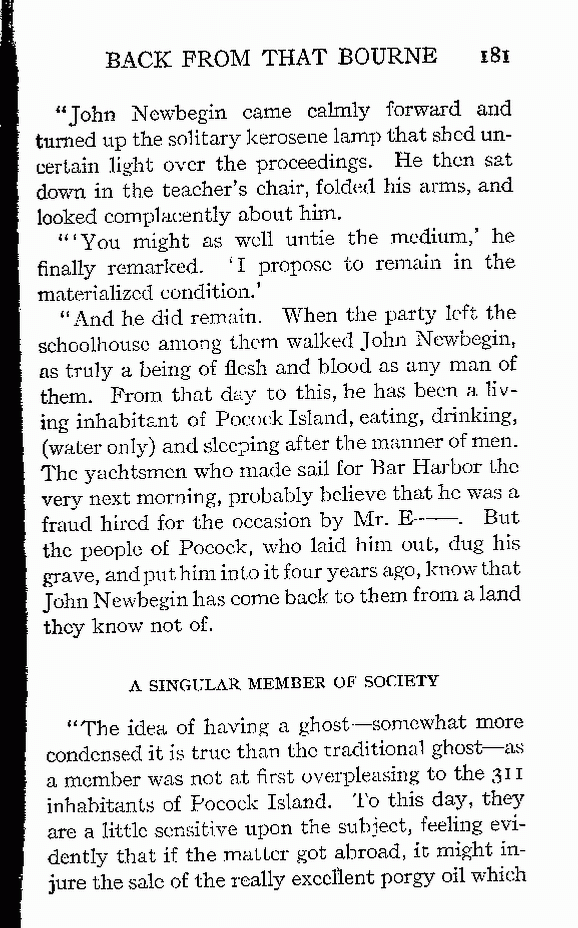 BACK FROM THAT BOURNE 181
“John Newbegin came calmly forward and
turned up the solitary kerosene lamp that shed un-
certain light over the proceedings. He then sat
down in the teacher’s chair, folded his arms, and
looked complacently about him.
“‘You might as well untie the medium,’ he
finally remarked. ‘I propose to remain in the
materialized condition.’
“And he did remain. When the party left the
schoolhouse among them walked John Newbegin,
as truly a being of flesh and blood as any man of
them. From that day to this, he has been a liv-
ing inhabitant of Pocock Island, eating, drinking,
(water only) and sleeping after the manner of men.
The yachtsmen who made sail for Bar Harbor the
very next morning, probably believe that he was a
fraud hired for the occasion by Mr. E——. But
the people of Pocock, who laid him out, dug his
grave, and put him into it four years ago, know that
John Newbegin has come back to them from a land
they know not of.
A SINGULAR MEMBER OF SOCIETY
“The idea of having a ghost—somewhat more
condensed it is true than the traditional ghost—as
a member was not at first overpleasing to the 311
inhabitants of Pocock Island. To this day, they
are a little sensitive upon the subject, feeling evi-
dently that if the matter got abroad, it might in-
jure the sale of the really excellent porgy oil which